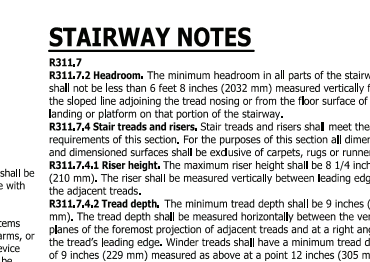 STAIRWAY NOTES
R311.7
R311.7.2 Headroom. The minimum headroom in all parts of the stairw
shall not be less than 6 feet 8 inches (2032 mm) measured vertically f
the sloped line adjoining the tread nosing or from the floor surface of
landing or platform on that portion of the stairway.
R311.7.4 Stair treads and risers. Stair treads and risers shall meet the
requirements of this section. For the purposes of this section all dimer
and dimensioned surfaces shall be exclusive of carpets, rugs or runner
R311.7.4.1 Riser height. The maximum riser height shall be 8 1/4 inch
(210 mm). The riser shall be measured vertically between leading edg
the adjacent treads.
R311.7.4.2 Tread depth. The minimum tread depth shall be 9 inches (
mm). The tread depth shall be measured horizontally between the ver
planes of the foremost projection of adjacent treads and at a right ang
the tread's leading edge. Winder treads shall have a minimum tread d
of 9 inches (229 mm) measured as above at a point 12 inches (305 m
shall be
e with
tems
arms, or
evice
be